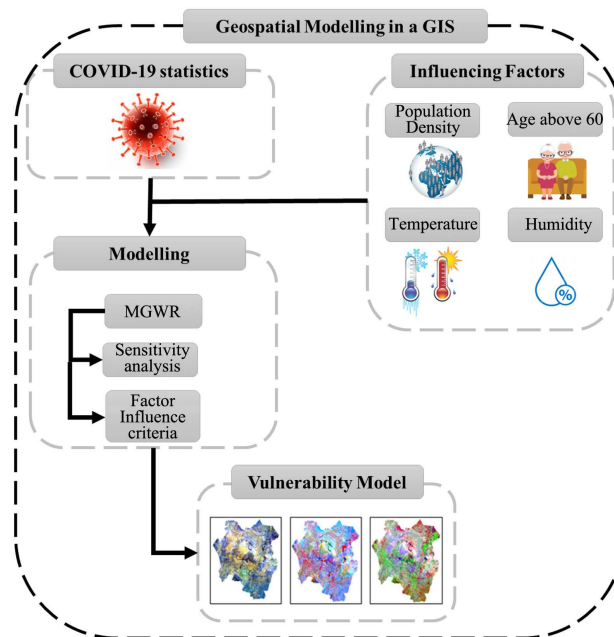 Geospatial Modelling in a GIS
COVID-19 statistics
Influencing Factors
Population
Density
Age above 60
Temperature
Humidity
%
Modelling
MGWR
Sensitivity
analysis
Factor
Influence
criteria
Vulnerability Model